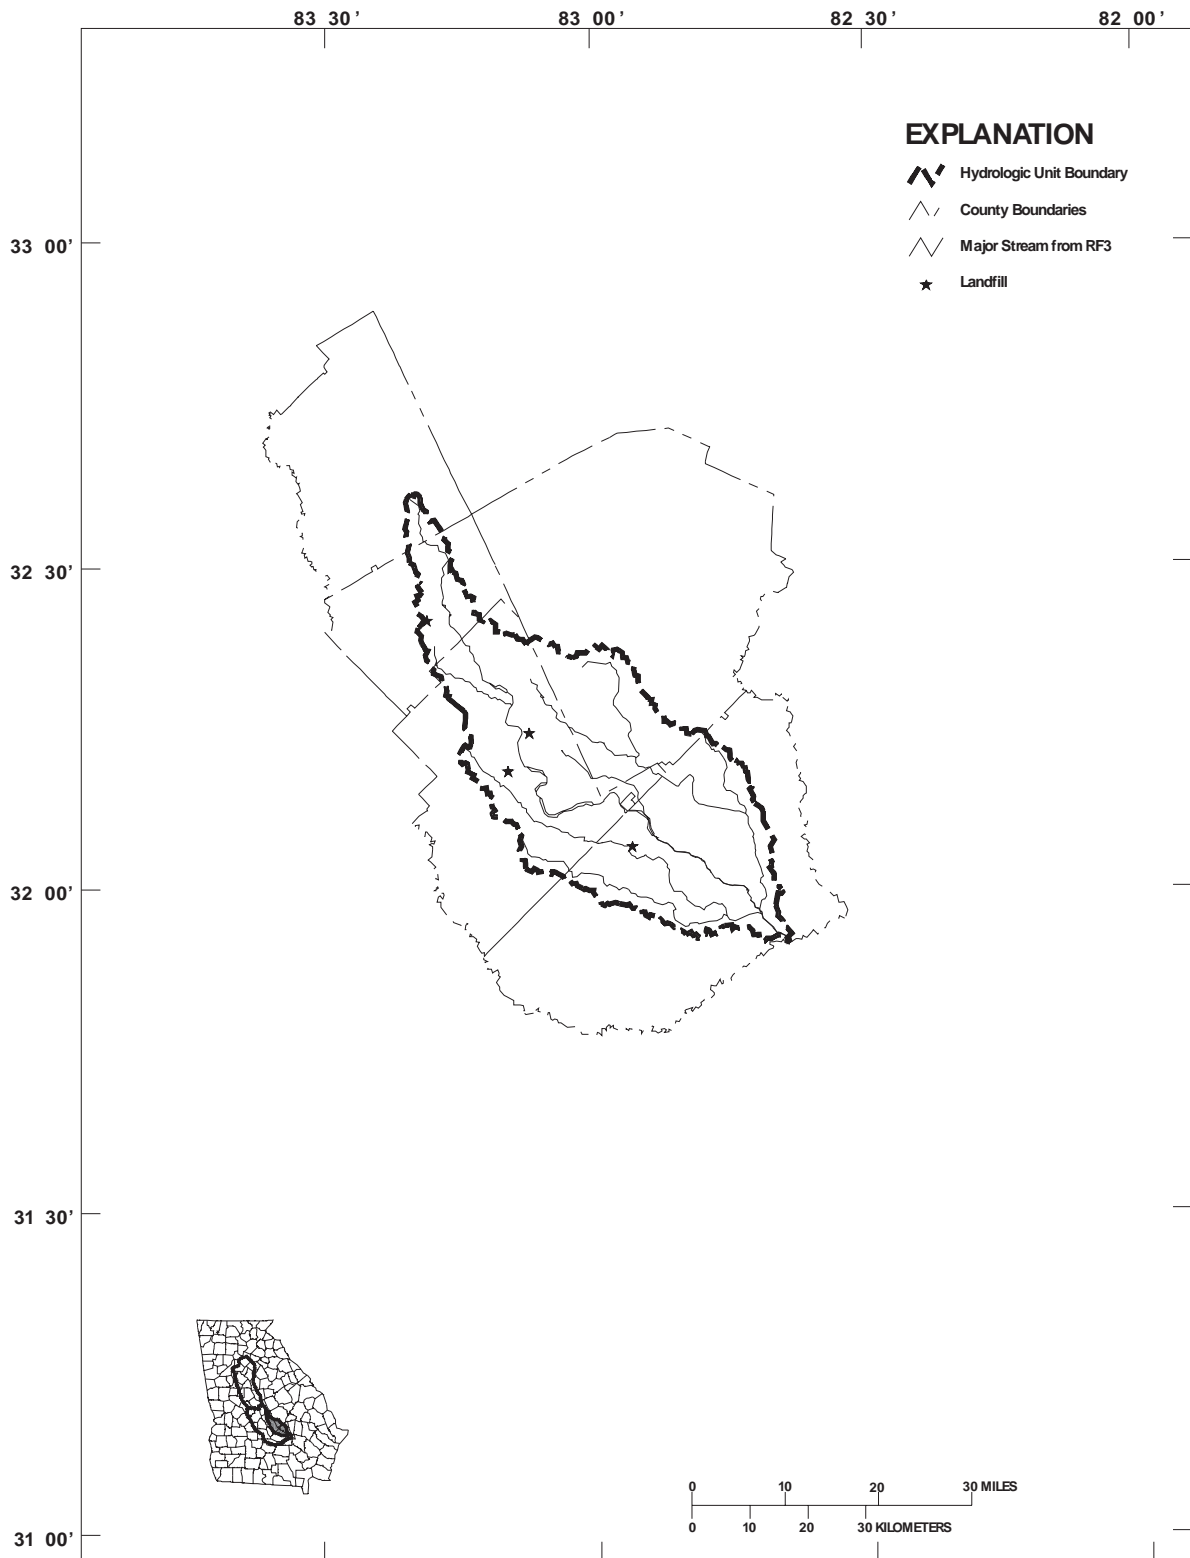 83 30’ 83 00’ 82 30’ 82 00’
EXPLANATION
Hydrologic Unit Boundary
County Boundaries
Major Stream from RF3
Landfill
33 00’
32 30’
32 00’
31 30’
31 00’
0 10 20 30 MILES
0 10 20 30 KILOMETERS